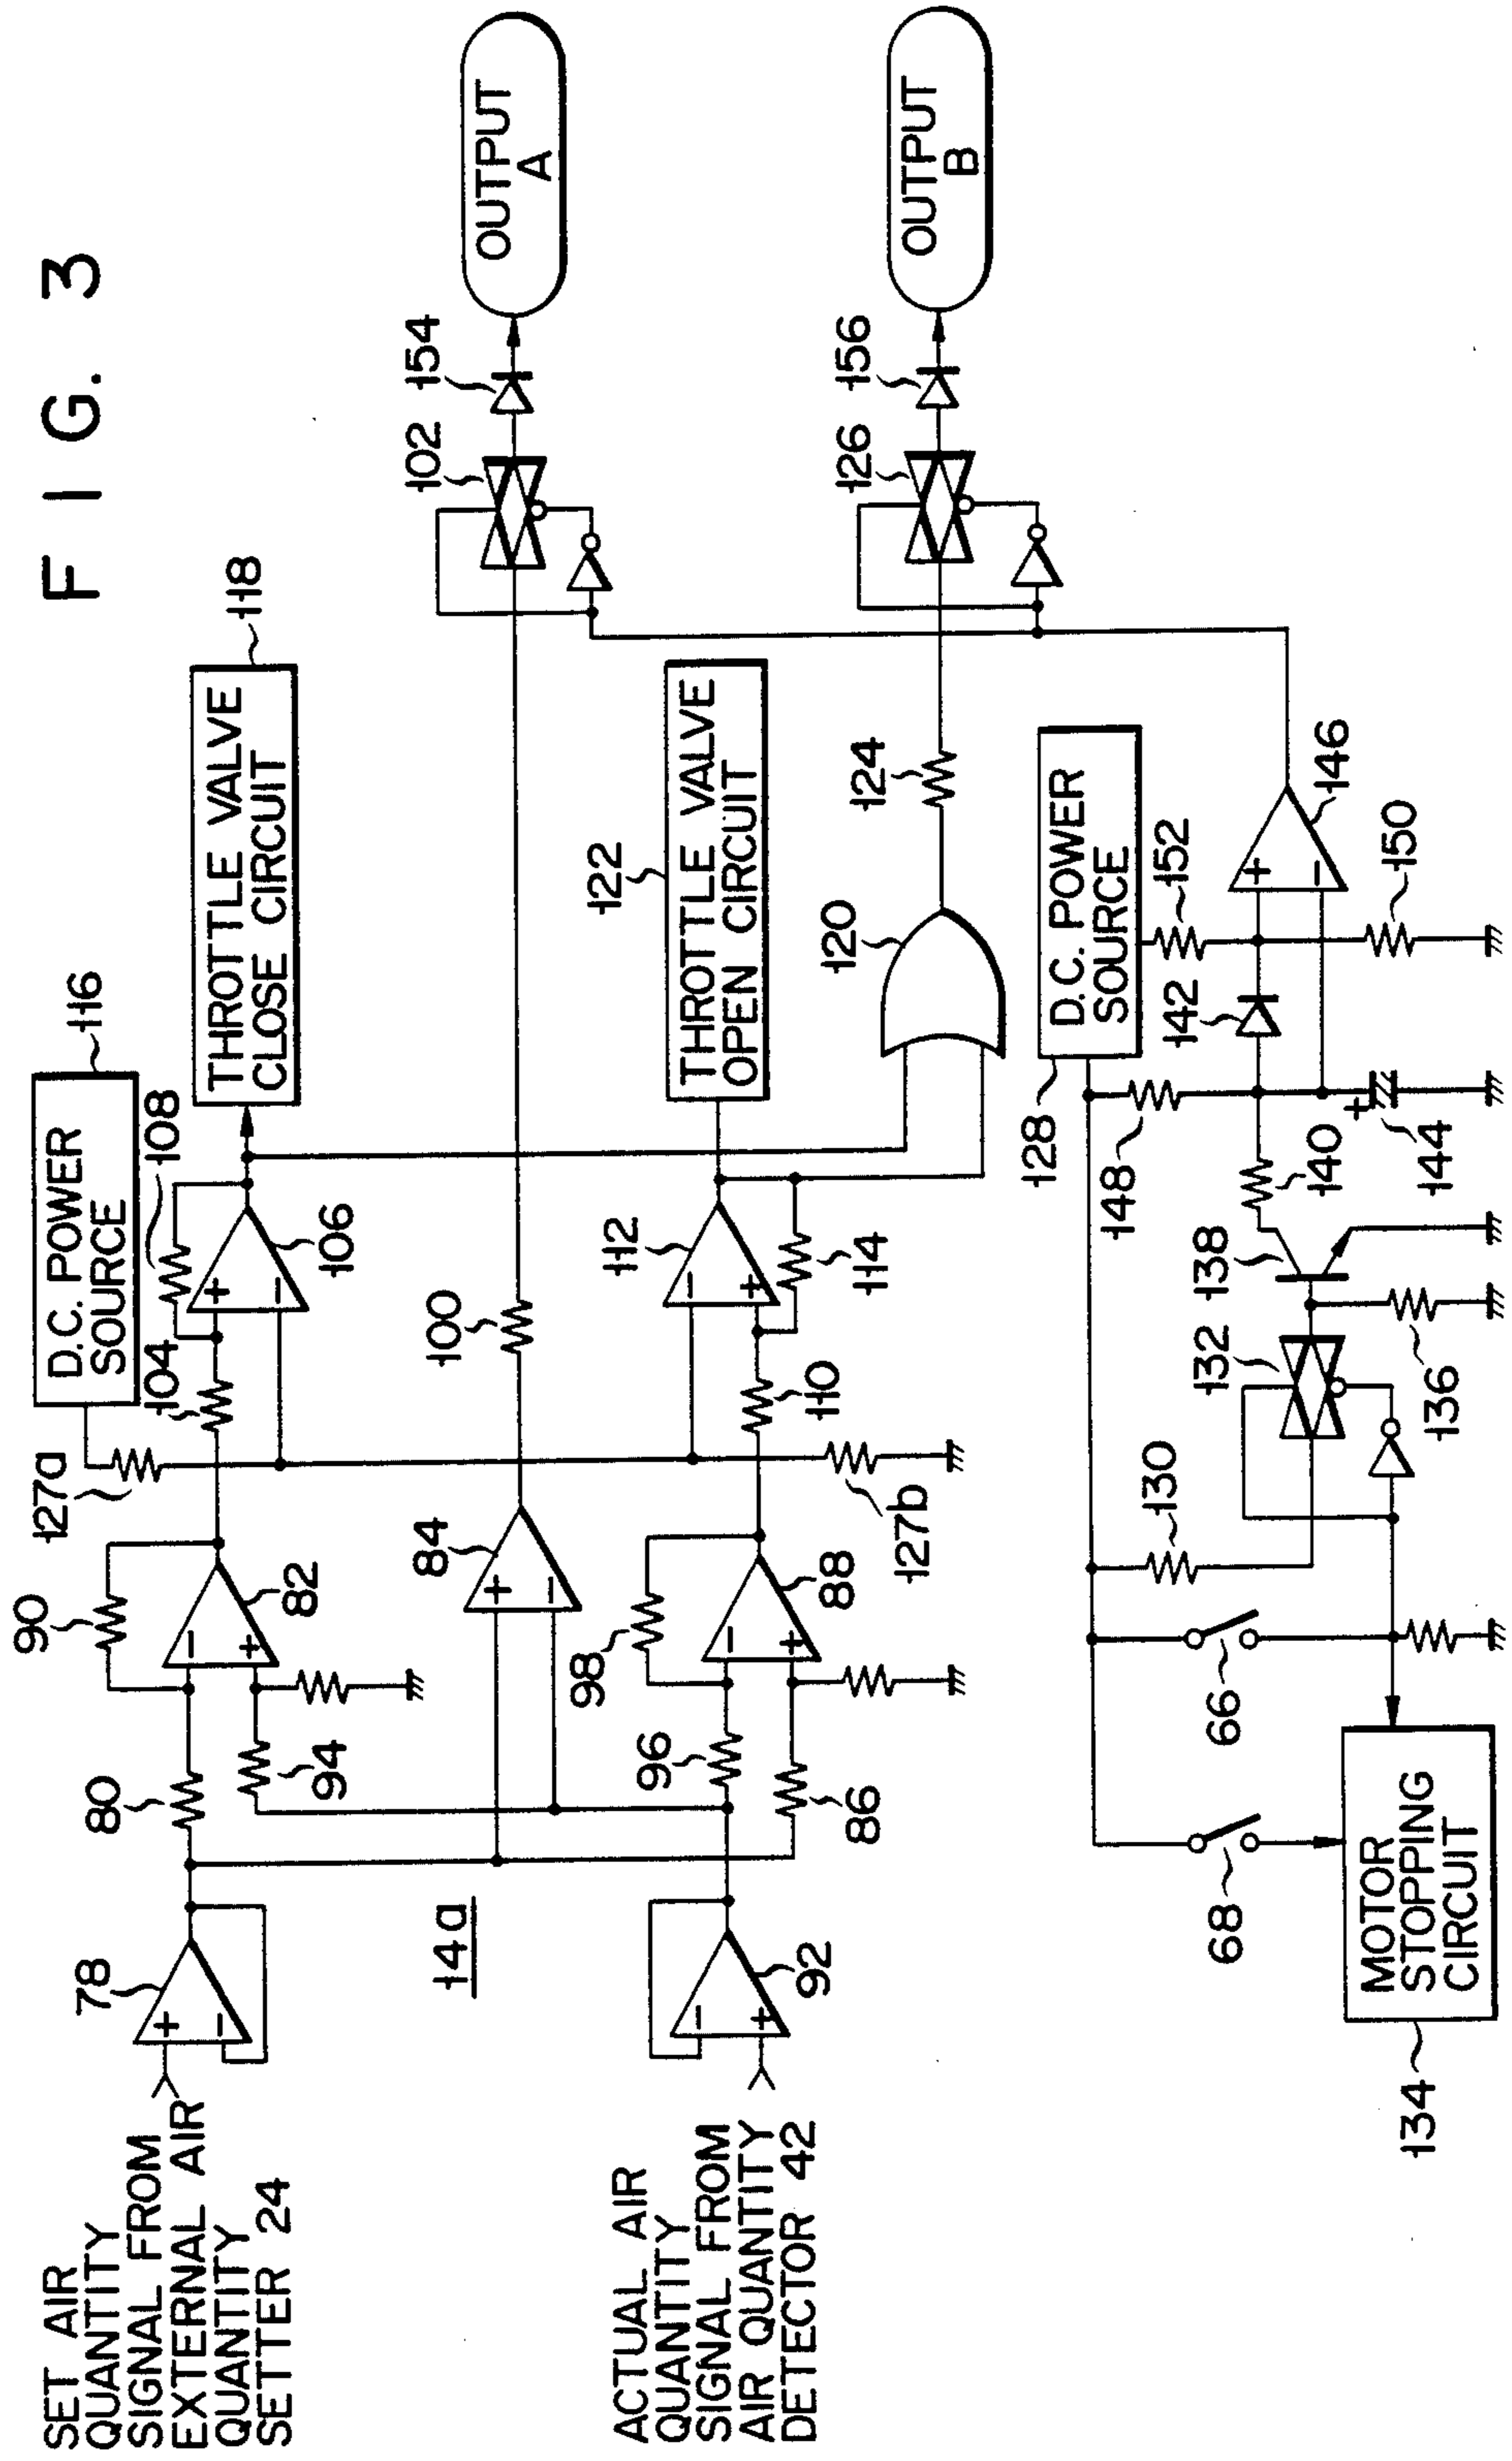 FIG. 3
SET AIR
QUANTITY
SIGNAL FROM
EXTERNAL AIR
QUANTITY
SETTER 24
78
80
90
82
94
127a
D.C. POWER
SOURCE
116
104
108
106
THROTTLE VALVE
CLOSE CIRCUIT
118
14a
84
100
102
154
OUTPUT
A
ACTUAL AIR
QUANTITY
SIGNAL FROM
AIR QUANTITY
DETECTOR 42
92
96
98
86
88
127b
110
112
114
THROTTLE VALVE
OPEN CIRCUIT
122
120
124
126
156
OUTPUT
B
MOTOR
STOPPING
CIRCUIT
134
68
66
130
132
136
138
140
148
128
D.C. POWER
SOURCE
142
144
152
150
146
+
−
−
+
+
−
+
−
−
+
−
+
−
+
+
−
+